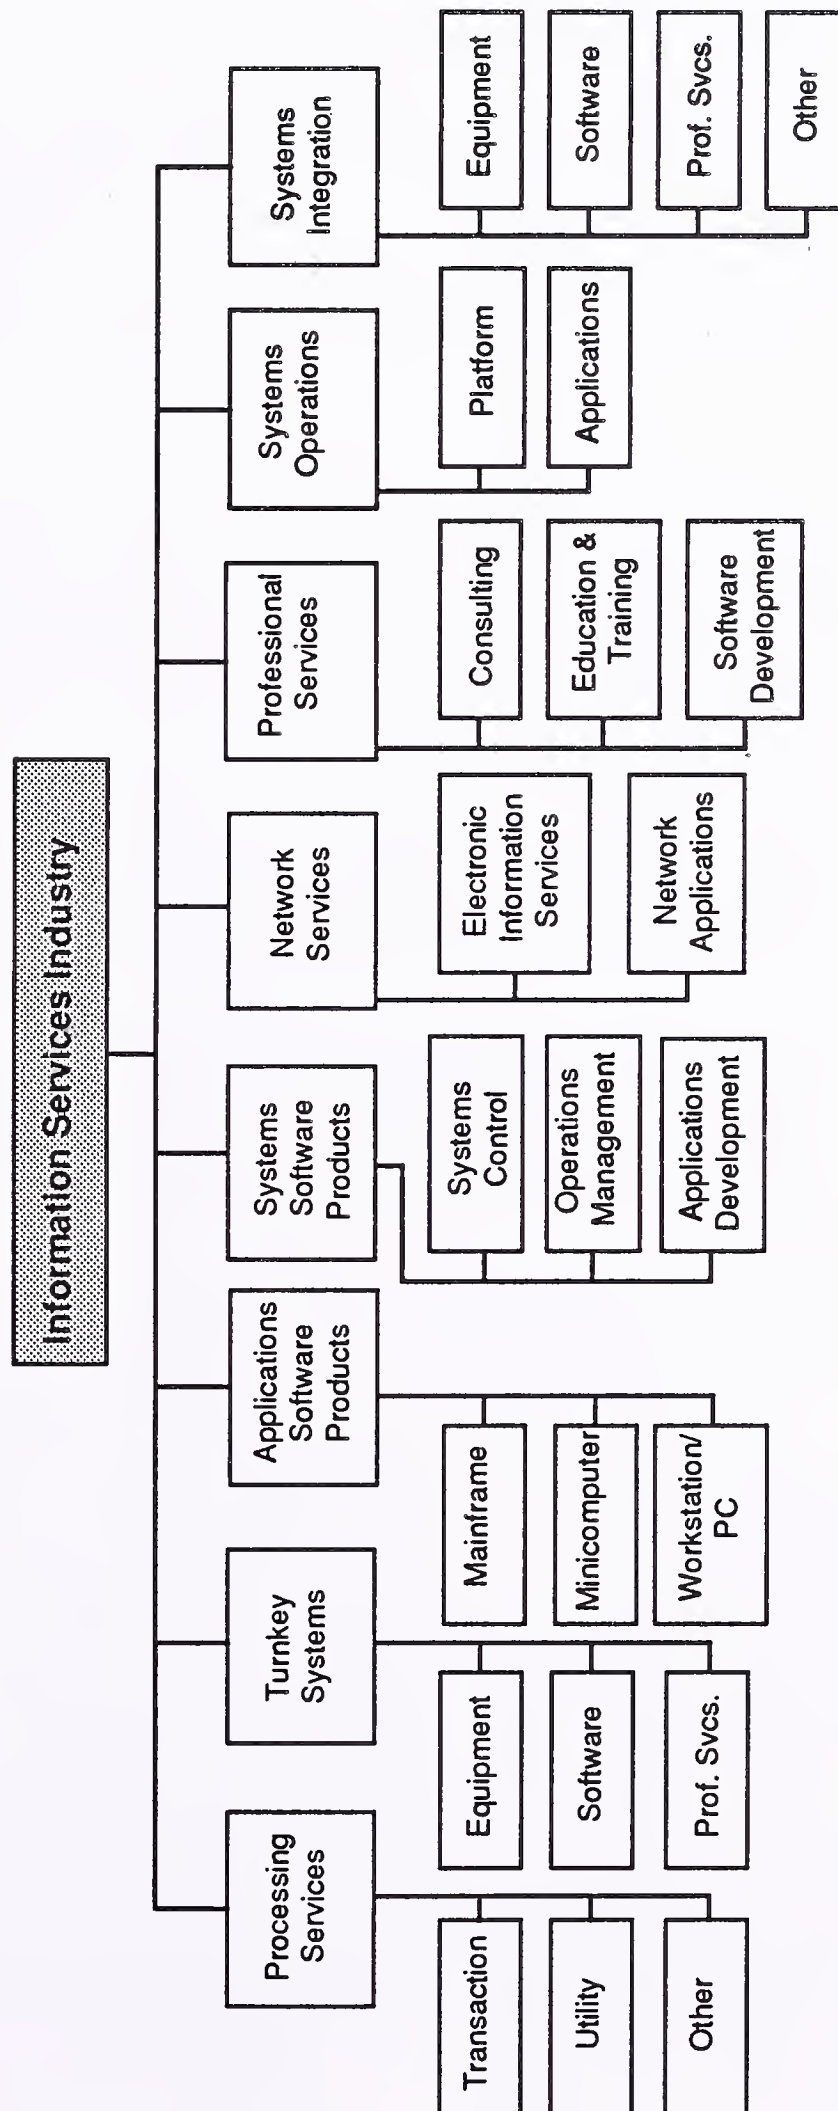 Information Services Industry
Processing
Services
Transaction
Utility
Other
Turnkey
Systems
Equipment
Software
Prof. Svcs.
Applications
Software
Products
Mainframe
Minicomputer
Workstation/
PC
Systems
Software
Products
Systems
Control
Operations
Management
Applications
Development
Network
Services
Electronic
Information
Services
Network
Applications
Professional
Services
Consulting
Education &
Training
Software
Development
Systems
Operations
Platform
Applications
Systems
Integration
Equipment
Software
Prof. Svcs.
Other